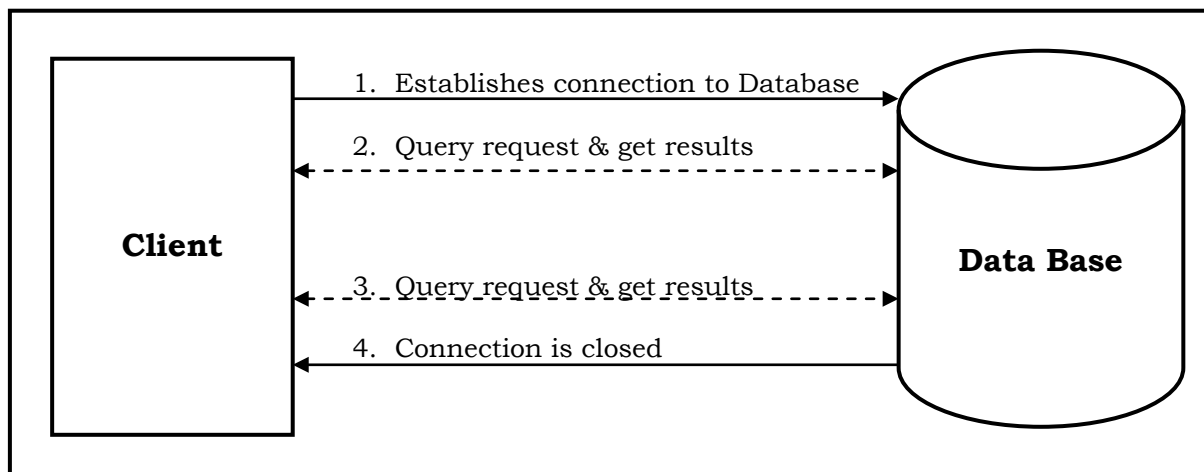 1. Establishes connection to Database
2. Query request & get results
Client
Data Base
3. Query request & get results
4. Connection is closed